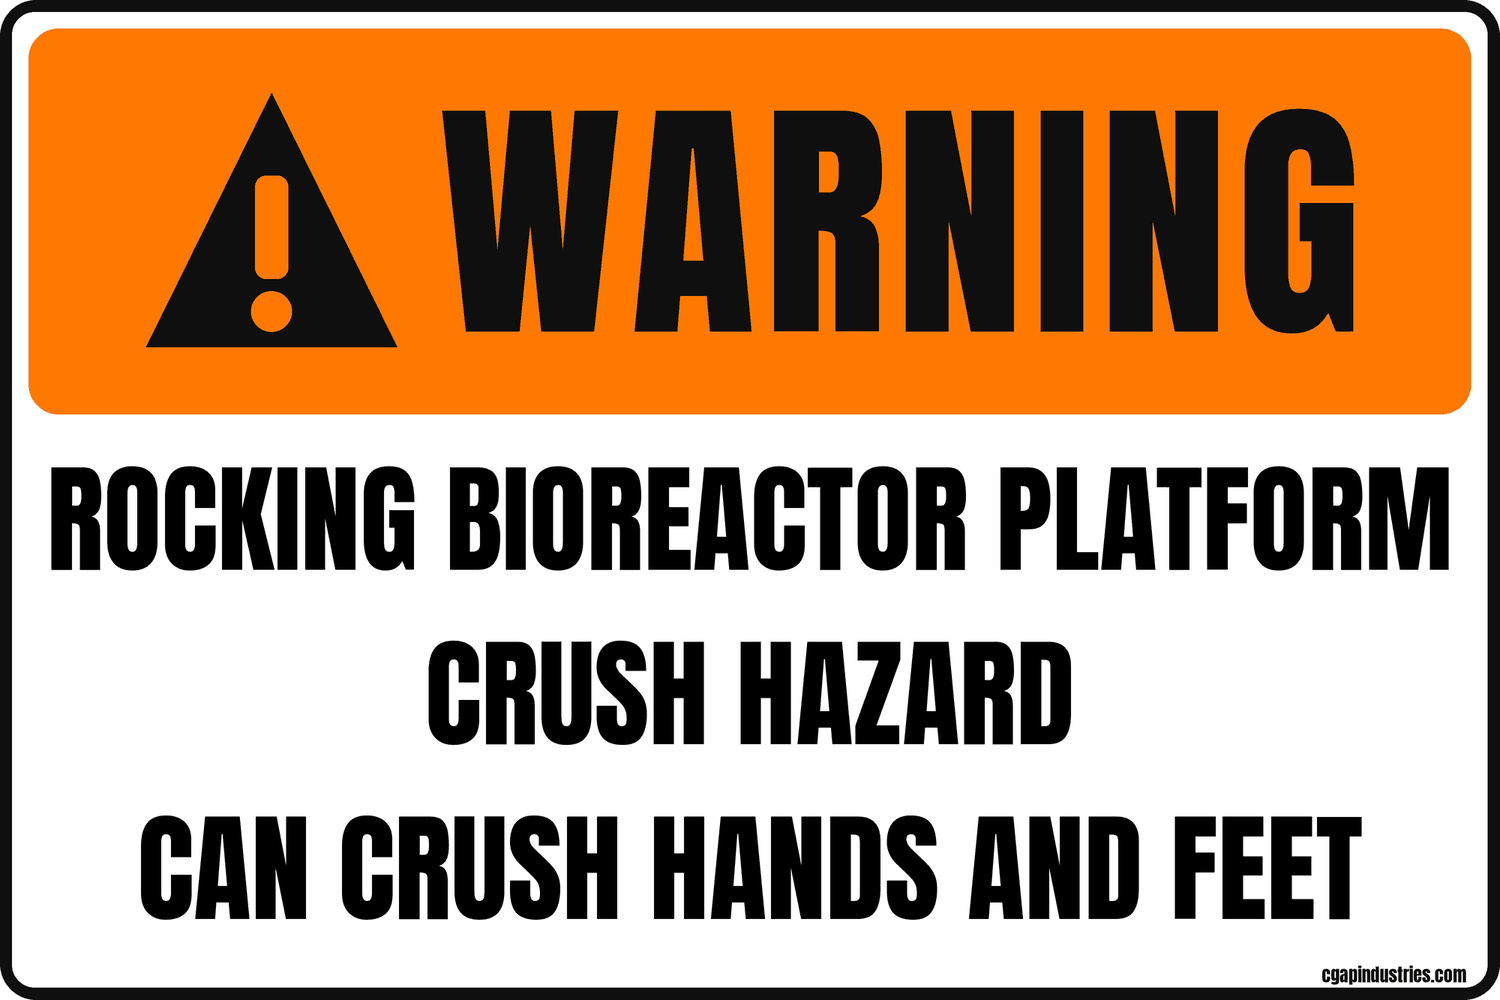 WARNING
ROCKING BIOREACTOR PLATFORM
CRUSH HAZARD
CAN CRUSH HANDS AND FEET
cgapindustries.com